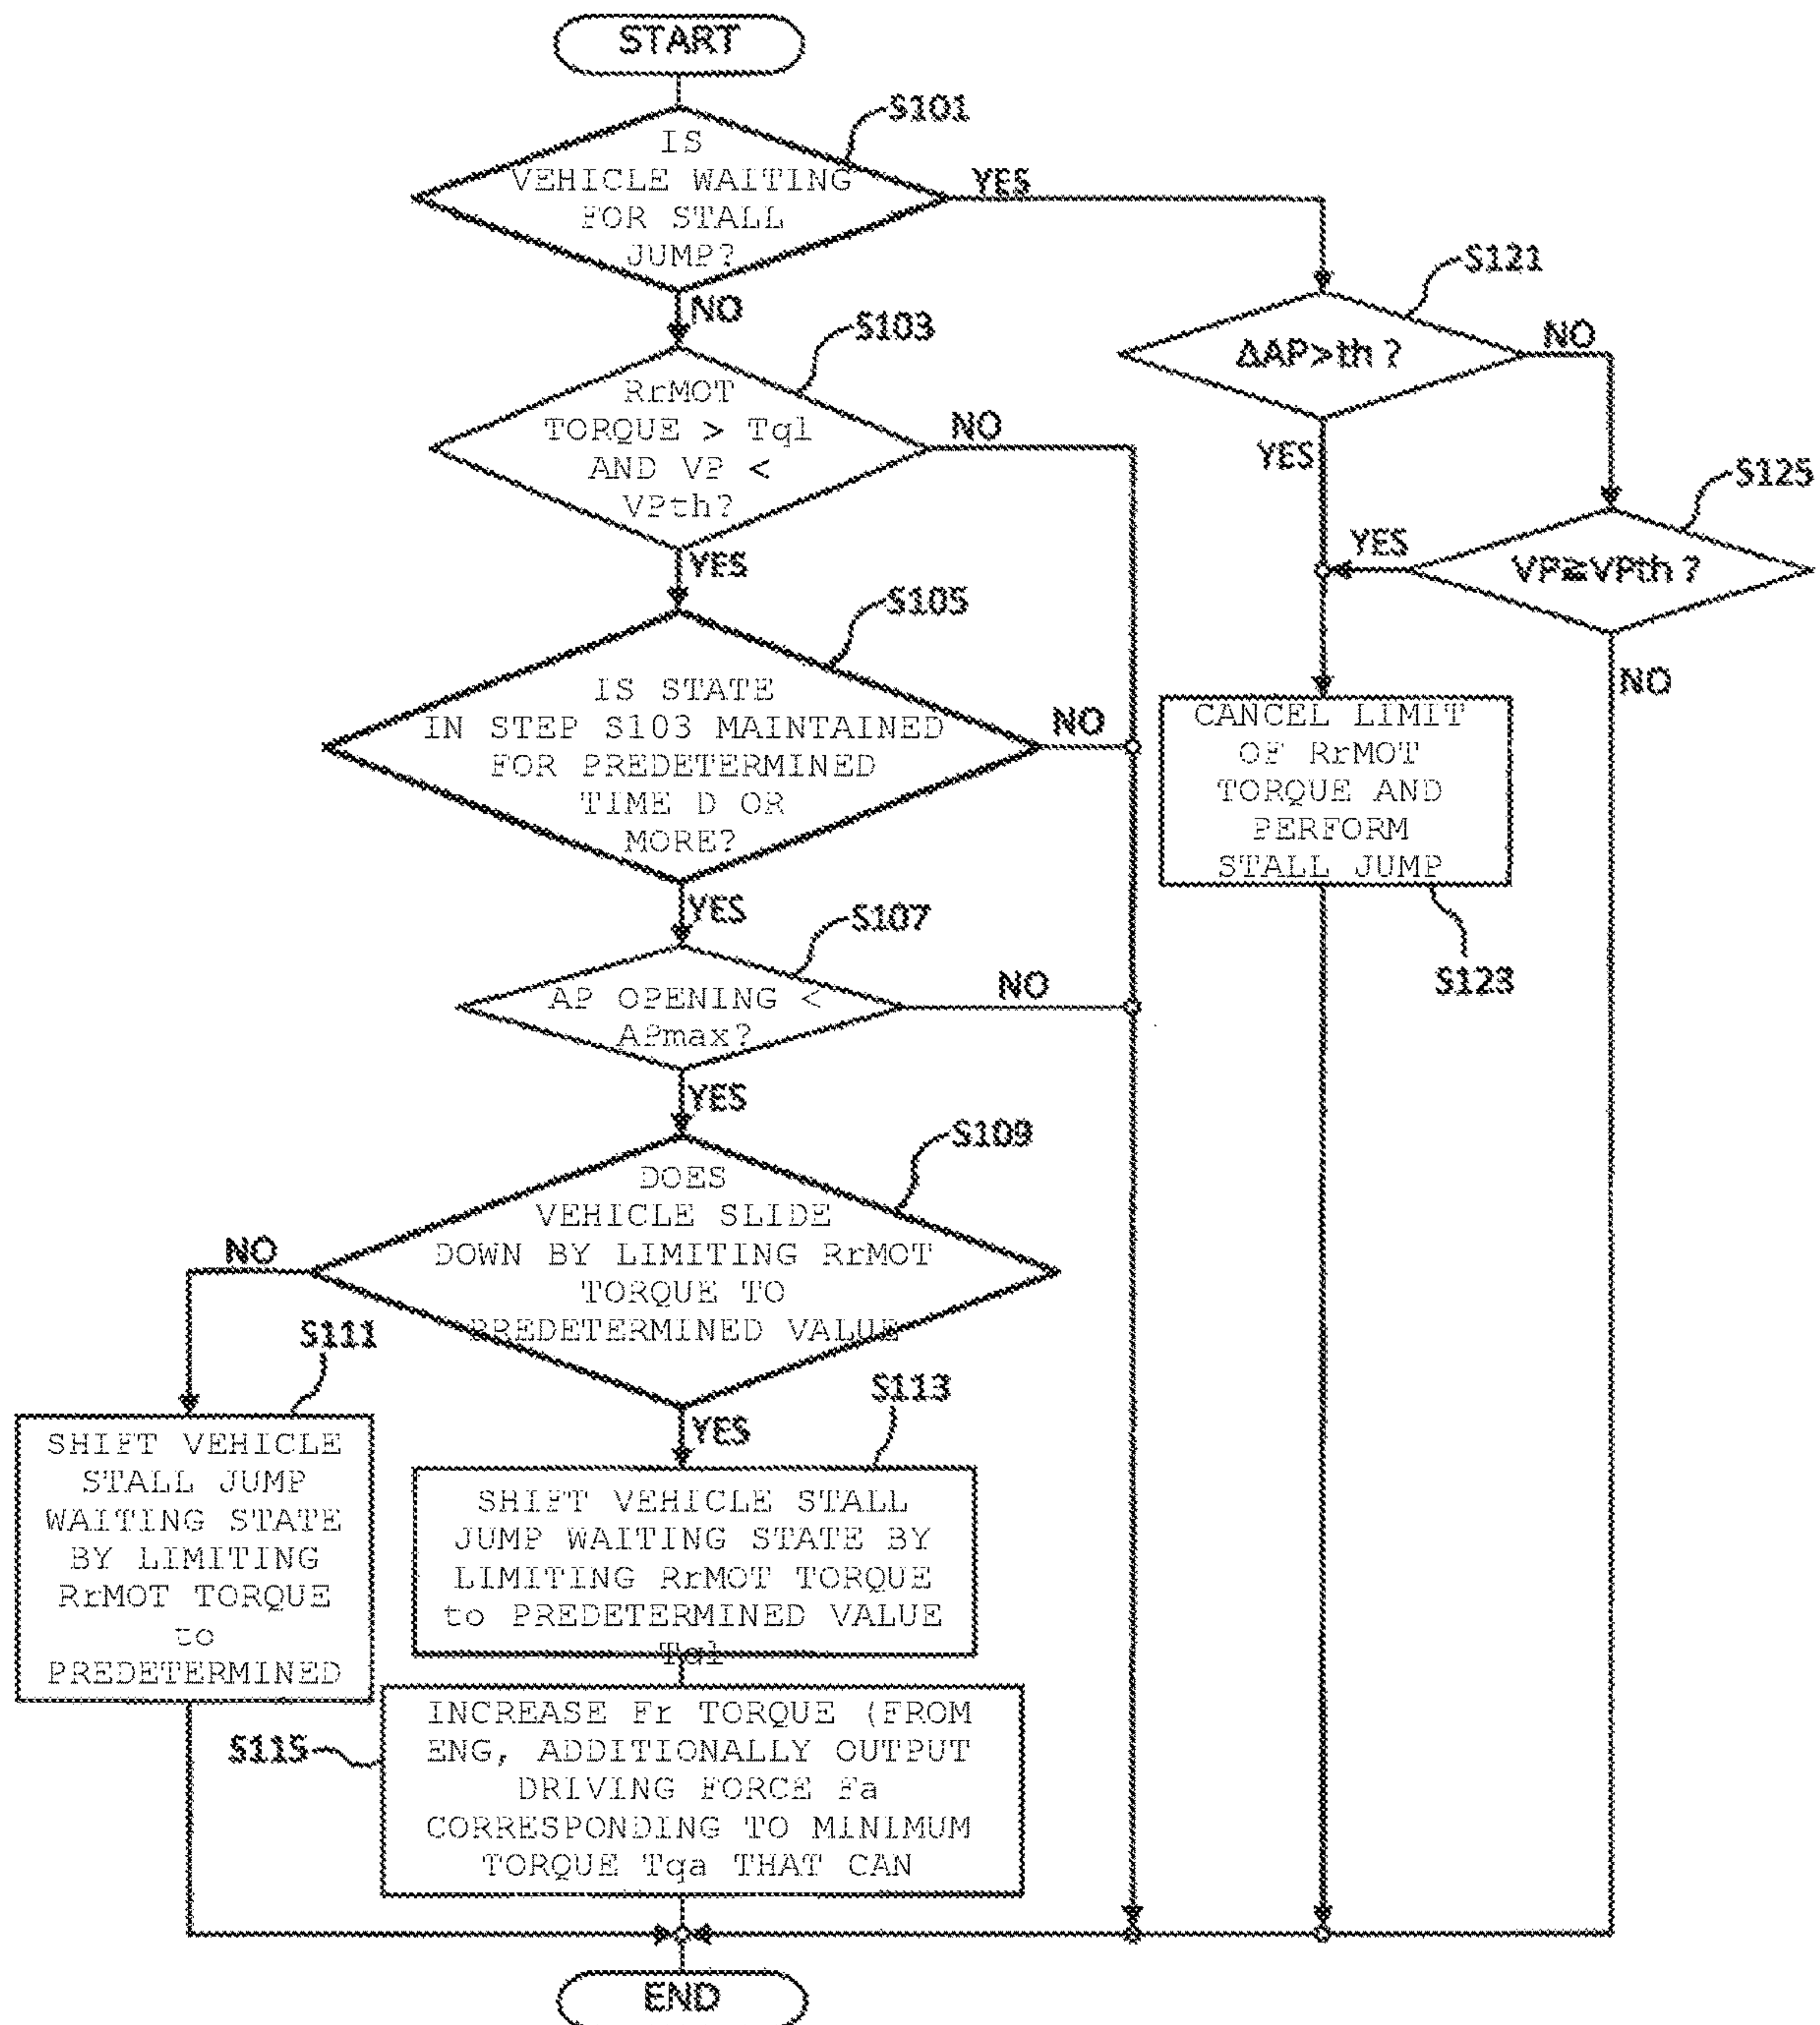 START
S101
IS
VEHICLE WAITING
FOR STALL
JUMP?
YES
NO
S121
ΔAP>th ?
NO
YES
S125
VP≧VPth ?
YES
NO
S103
RrMOT
TORQUE > Tql
AND VP <
VPth?
NO
YES
S105
IS STATE
IN STEP S103 MAINTAINED
FOR PREDETERMINED
TIME D OR
MORE?
NO
YES
CANCEL LIMIT
OF RrMOT
TORQUE AND
PERFORM
STALL JUMP
S123
S107
AP OPENING <
APmax?
NO
YES
S109
DOES
VEHICLE SLIDE
DOWN BY LIMITING RrMOT
TORQUE TO
PREDETERMINED VALUE
NO
YES
S111
SHIFT VEHICLE
STALL JUMP
WAITING STATE
BY LIMITING
RrMOT TORQUE
to
PREDETERMINED
S113
SHIFT VEHICLE STALL
JUMP WAITING STATE BY
LIMITING RrMOT TORQUE
to PREDETERMINED VALUE
Tql
S115
INCREASE Fr TORQUE (FROM
ENG, ADDITIONALLY OUTPUT
DRIVING FORCE Fa
CORRESPONDING TO MINIMUM
TORQUE Tqa THAT CAN
END